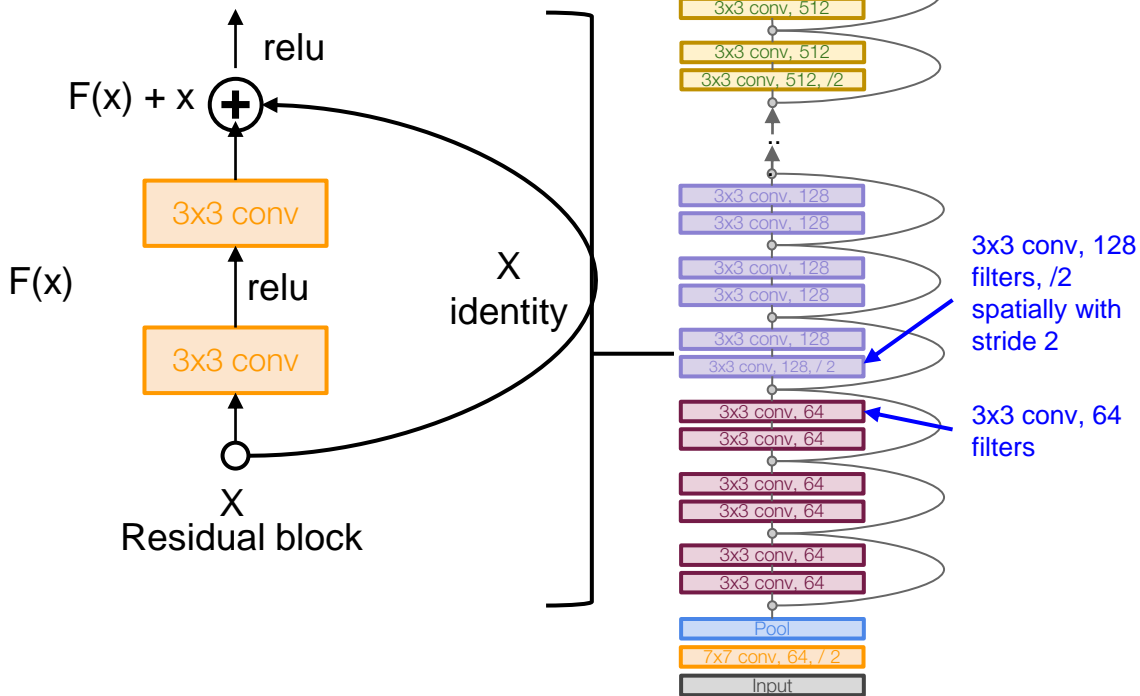 relu
F(x) + x
+
3x3 conv
F(x)
relu
3x3 conv
X
identity
X
Residual block
3x3 conv, 512
3x3 conv, 512
3x3 conv, 512, /2
..
.
3x3 conv, 128
3x3 conv, 128
3x3 conv, 128
3x3 conv, 128
3x3 conv, 128
3x3 conv, 128, / 2
3x3 conv, 64
3x3 conv, 64
3x3 conv, 64
3x3 conv, 64
3x3 conv, 64
3x3 conv, 64
Pool
7x7 conv, 64, / 2
Input
3x3 conv, 128
filters, /2
spatially with
stride 2
3x3 conv, 64
filters